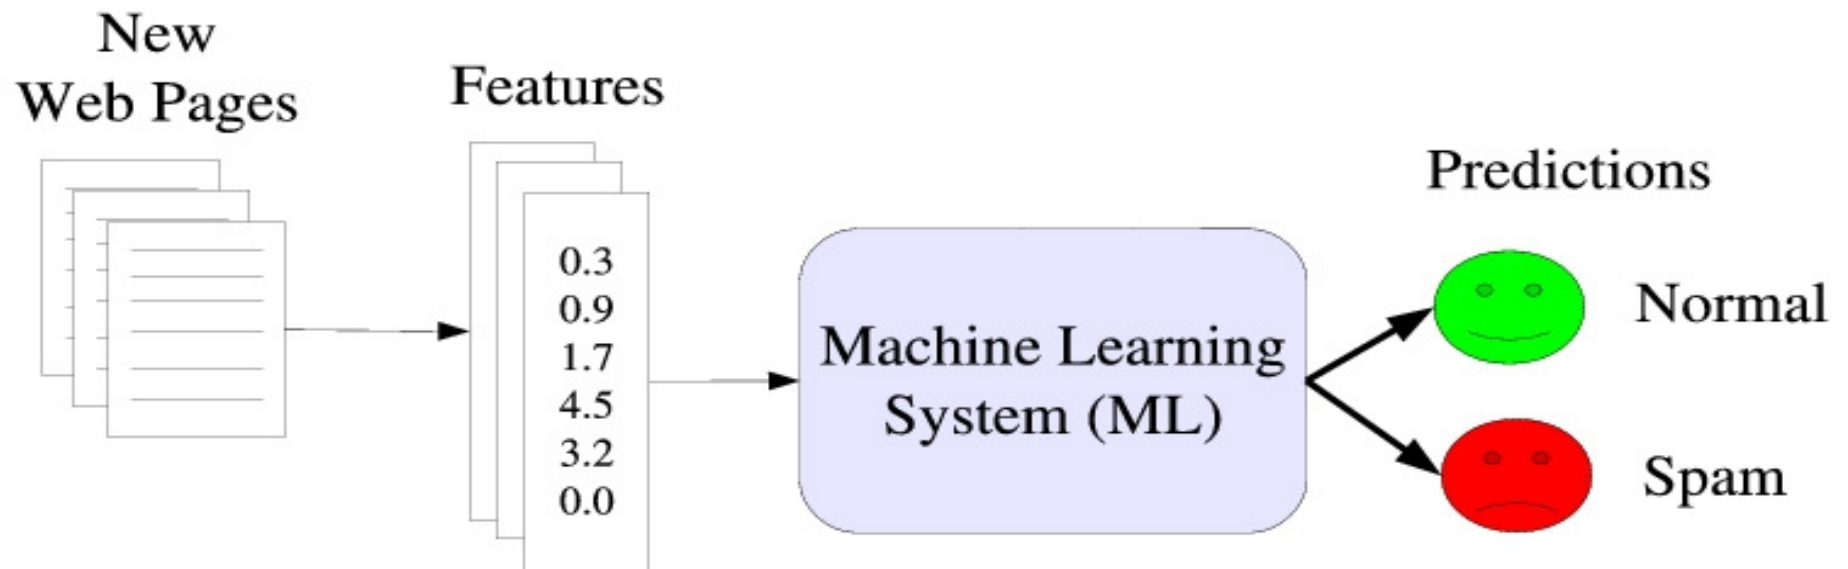 New
Web Pages
Features
0.3
0.9
1.7
4.5
3.2
0.0
Machine Learning
System (ML)
Predictions
Normal
Spam